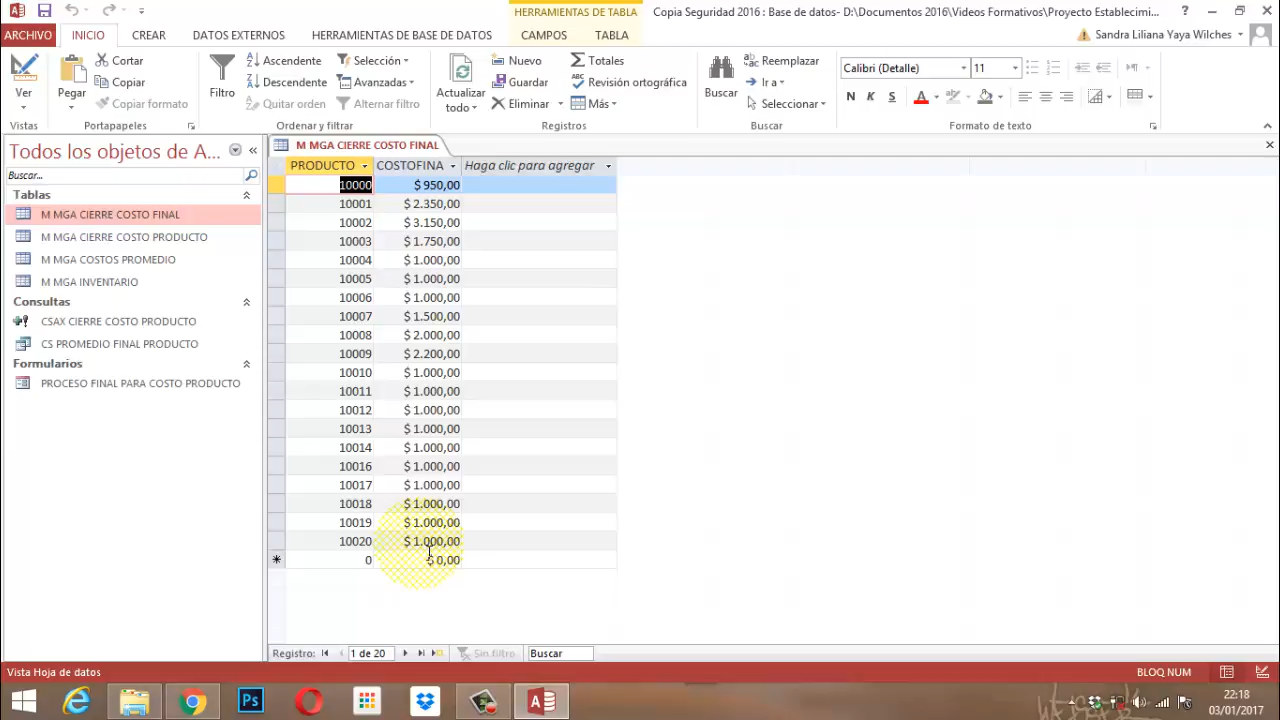 HERRAMIENTAS DE TABLA
Copia Seguridad 2016 : Base de datos- D:\Documentos 2016\Videos Formativos\Proyecto Establecimi...
ARCHIVO INICIO CREAR DATOS EXTERNOS HERRAMIENTAS DE BASE DE DATOS CAMPOS TABLA
Sandra Liliana Yaya Wilches
Ver
Vistas
Pegar
Cortar
Copiar
Copiar formato
Portapapeles
Filtro
Ascendente
Descendente
Quitar orden
Selección
Avanzadas
Alternar filtro
Ordenar y filtrar
Actualizar
todo
Nuevo
Guardar
Eliminar
Totales
Revisión ortográfica
Más
Registros
Buscar
Reemplazar
Ir a
Seleccionar
Buscar
Calibri (Detalle) 11
N K S
Formato de texto
Todos los objetos de A...
Buscar...
Tablas
M MGA CIERRE COSTO FINAL
M MGA CIERRE COSTO PRODUCTO
M MGA COSTOS PROMEDIO
M MGA INVENTARIO
Consultas
CSAX CIERRE COSTO PRODUCTO
CS PROMEDIO FINAL PRODUCTO
Formularios
PROCESO FINAL PARA COSTO PRODUCTO
M MGA CIERRE COSTO FINAL
PRODUCTO COSTOFINA Haga clic para agregar
10000 $ 950,00
10001 $ 2.350,00
10002 $ 3.150,00
10003 $ 1.750,00
10004 $ 1.000,00
10005 $ 1.000,00
10006 $ 1.000,00
10007 $ 1.500,00
10008 $ 2.000,00
10009 $ 2.200,00
10010 $ 1.000,00
10011 $ 1.000,00
10012 $ 1.000,00
10013 $ 1.000,00
10014 $ 1.000,00
10016 $ 1.000,00
10017 $ 1.000,00
10018 $ 1.000,00
10019 $ 1.000,00
10020 $ 1.000,00
0 $ 0,00
Registro: 1 de 20 Sin filtro Buscar
Vista Hoja de datos
BLOQ NUM
Ps
22:18
03/01/2017